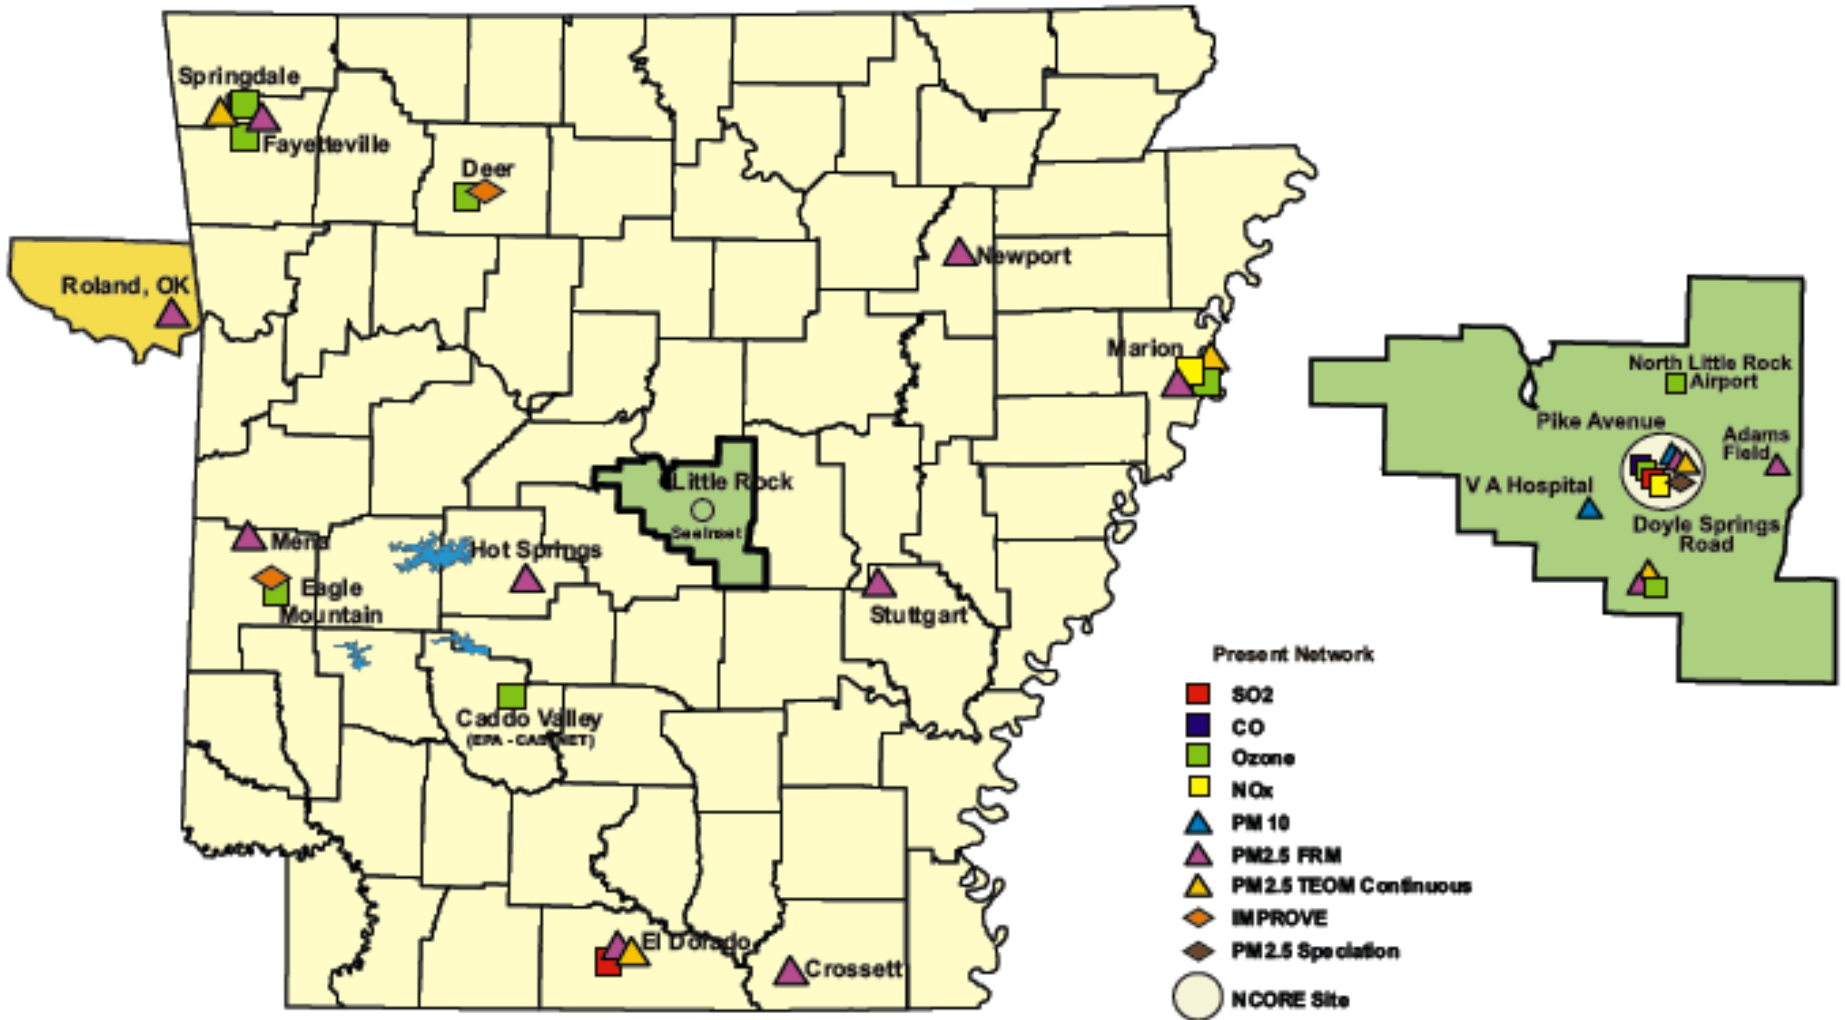 Springdale
Fayetteville
Deer
Newport
Roland, OK
Marion
North Little Rock
Airport
Pike Avenue
Adams
Field
V A Hospital
Doyle Springs
Road
Little Rock
See Inset
Mena
Hot Springs
Eagle
Mountain
Stuttgart
Caddo Valley
(EPA - CASTNET)
El Dorado
Crossett
Present Network
SO2
CO
Ozone
NOx
PM 10
PM2.5 FRM
PM2.5 TEOM Continuous
IMPROVE
PM2.5 Speciation
NCORE Site